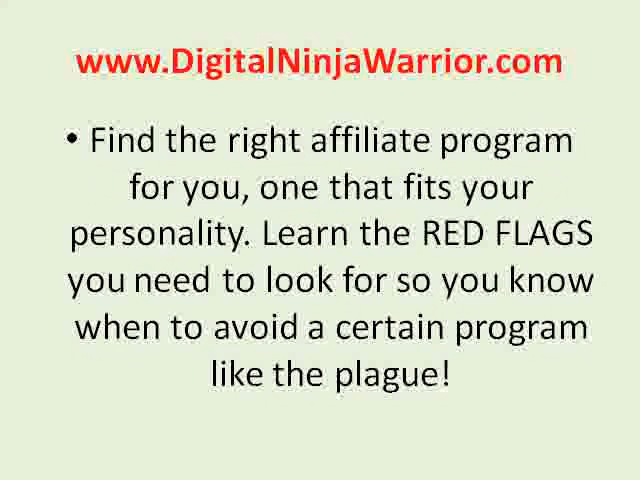 www.DigitalNinjaWarrior.com
• Find the right affiliate program
for you, one that fits your
personality. Learn the RED FLAGS
you need to look for so you know
when to avoid a certain program
like the plague!